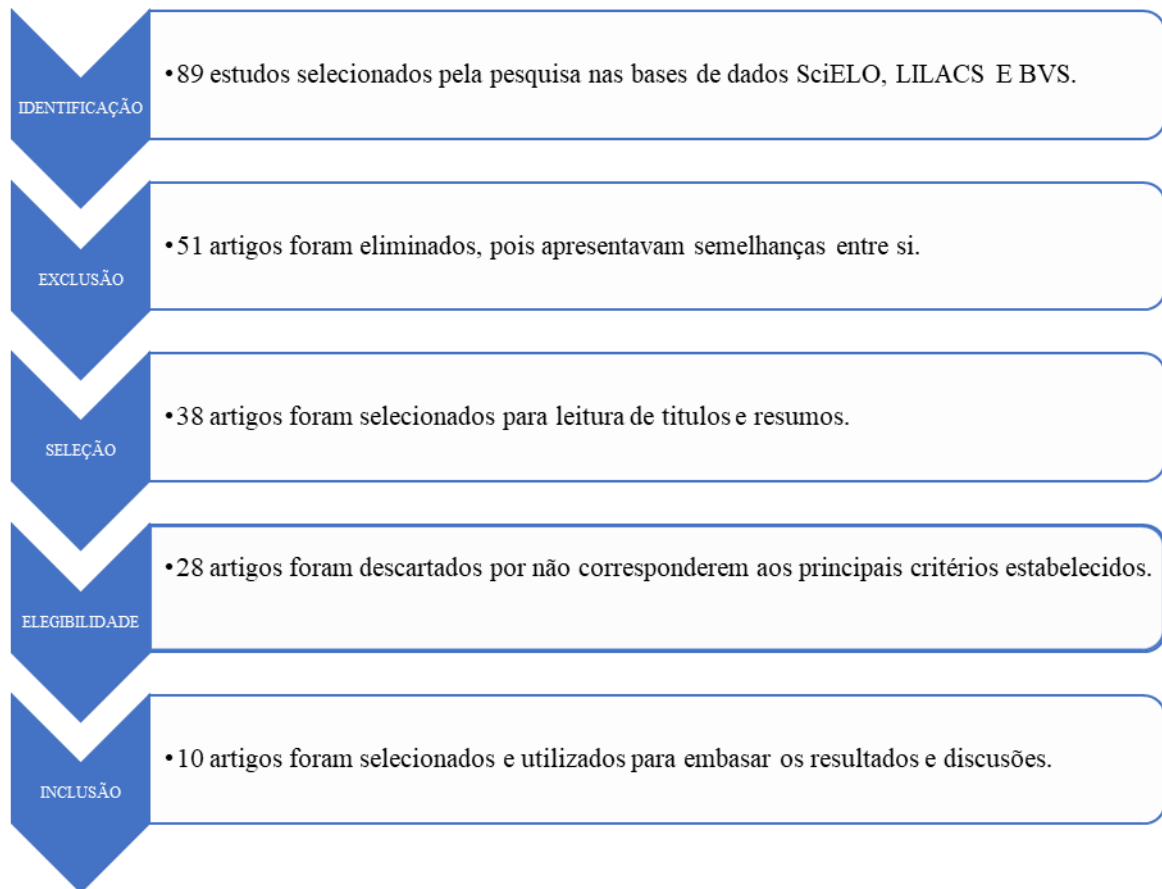 •89 estudos selecionados pela pesquisa nas bases de dados SciELO, LILACS E BVS.
IDENTIFICAÇÃO
•51 artigos foram eliminados, pois apresentavam semelhanças entre si.
EXCLUSÃO
•38 artigos foram selecionados para leitura de titulos e resumos.
SELEÇÃO
•28 artigos foram descartados por não corresponderem aos principais critérios estabelecidos.
ELEGIBILIDADE
•10 artigos foram selecionados e utilizados para embasar os resultados e discusões.
INCLUSÃO